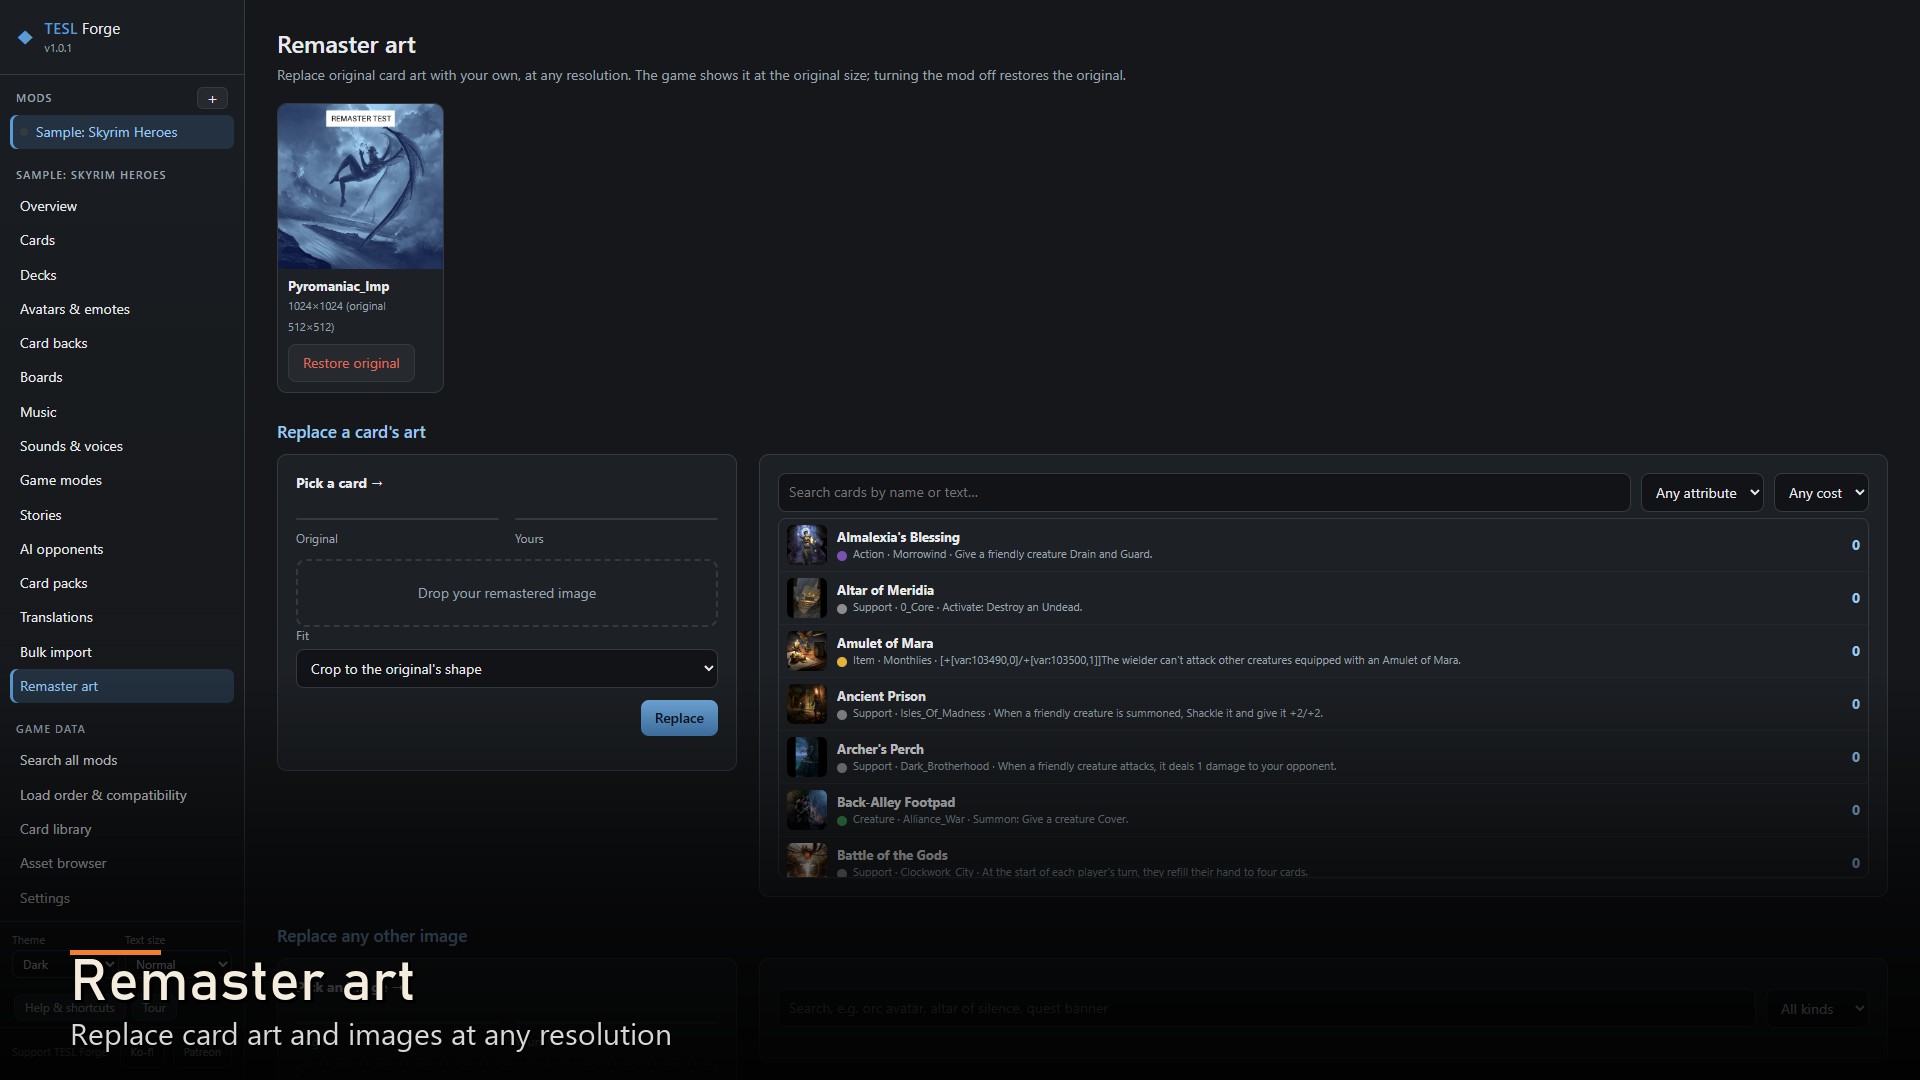 TESL Forge
v1.0.1
MODS
+
Sample: Skyrim Heroes
SAMPLE: SKYRIM HEROES
Overview
Cards
Decks
Avatars & emotes
Card backs
Boards
Music
Sounds & voices
Game modes
Stories
AI opponents
Card packs
Translations
Bulk import
Remaster art
GAME DATA
Search all mods
Load order & compatibility
Card library
Asset browser
Settings
Theme
Text size
Dark
Normal
Help & shortcuts
Tour
Support TESL Forge
Ko-fi
Patreon
Remaster art
Replace original card art with your own, at any resolution. The game shows it at the original size; turning the mod off restores the original.
REMASTER TEST
Pyromaniac_Imp
1024×1024 (original
512×512)
Restore original
Replace a card's art
Pick a card →
Original
Yours
Drop your remastered image
Fit
Crop to the original's shape
Replace
Search cards by name or text...
Any attribute
Any cost
Almalexia's Blessing
Action · Morrowind · Give a friendly creature Drain and Guard.
0
Altar of Meridia
Support · 0_Core · Activate: Destroy an Undead.
0
Amulet of Mara
Item · Monthlies · [+[var:103490,0]/+[var:103500,1]]The wielder can't attack other creatures equipped with an Amulet of Mara.
0
Ancient Prison
Support · Isles_Of_Madness · When a friendly creature is summoned, Shackle it and give it +2/+2.
0
Archer's Perch
Support · Dark_Brotherhood · When a friendly creature attacks, it deals 1 damage to your opponent.
0
Back-Alley Footpad
Creature · Alliance_War · Summon: Give a creature Cover.
0
Battle of the Gods
Support · Clockwork_City · At the start of each player's turn, they refill their hand to four cards.
0
Replace any other image
Search, e.g. orc avatar, altar of silence, quest banner
All kinds
Remaster art
Replace card art and images at any resolution